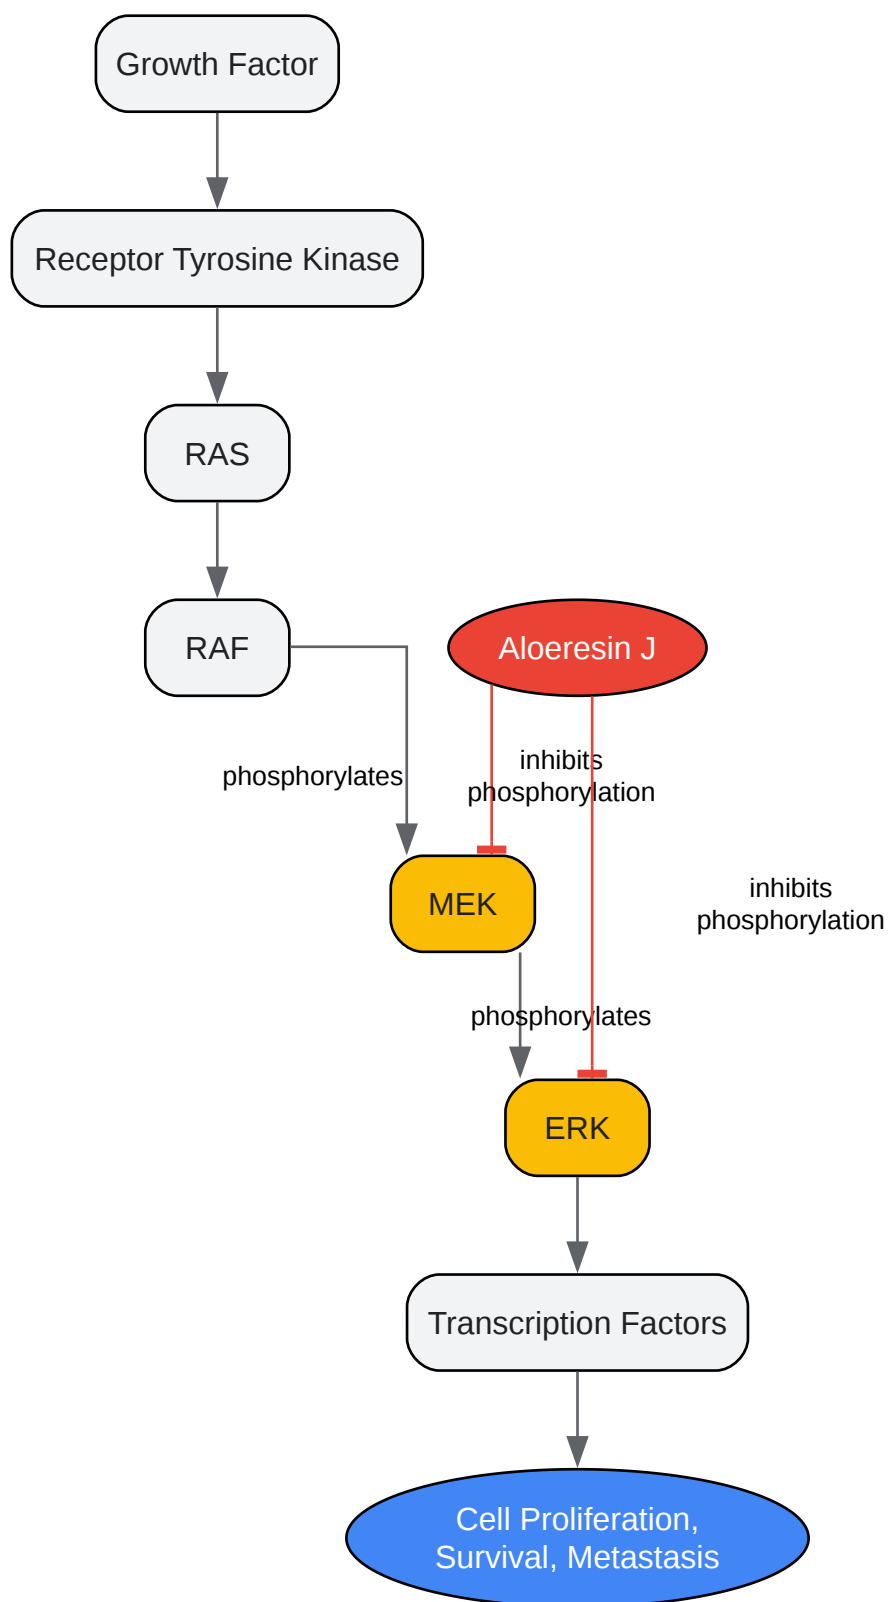 Growth Factor
Receptor Tyrosine Kinase
RAS
RAF
Aloeresin J
phosphorylates
inhibits
phosphorylation
MEK
inhibits
phosphorylation
phosphorylates
ERK
Transcription Factors
Cell Proliferation,
Survival, Metastasis